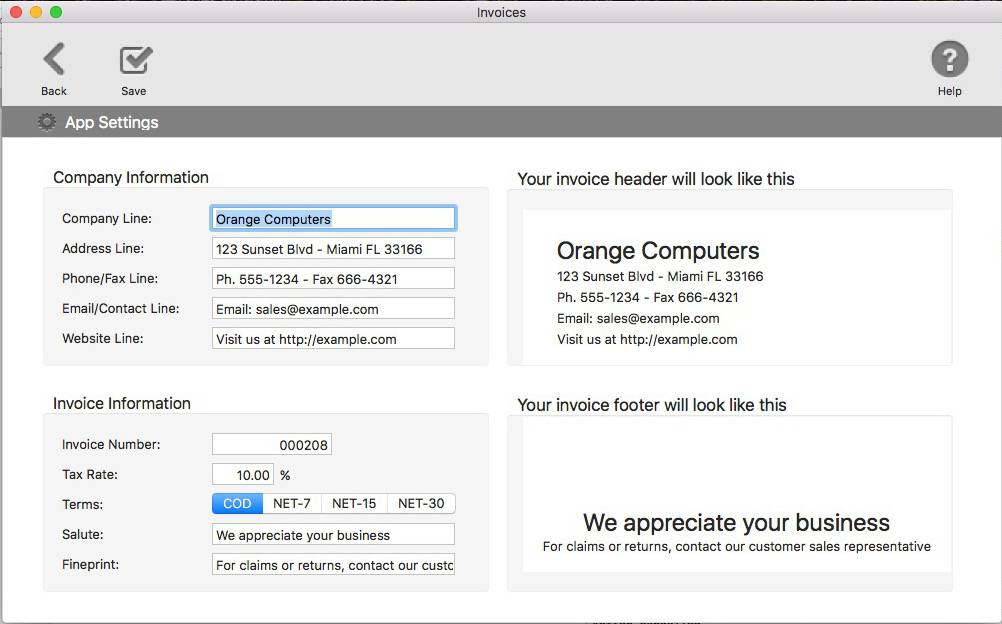 Invoices
Back
Save
?
Help
App Settings
Company Information
Company Line: Orange Computers
Address Line: 123 Sunset Blvd - Miami FL 33166
Phone/Fax Line: Ph. 555-1234 - Fax 666-4321
Email/Contact Line: Email: sales@example.com
Website Line: Visit us at http://example.com
Your invoice header will look like this
Orange Computers
123 Sunset Blvd - Miami FL 33166
Ph. 555-1234 - Fax 666-4321
Email: sales@example.com
Visit us at http://example.com
Invoice Information
Invoice Number: 000208
Tax Rate: 10.00 %
Terms: COD NET-7 NET-15 NET-30
Salute: We appreciate your business
Fineprint: For claims or returns, contact our custo
Your invoice footer will look like this
We appreciate your business
For claims or returns, contact our customer sales representative